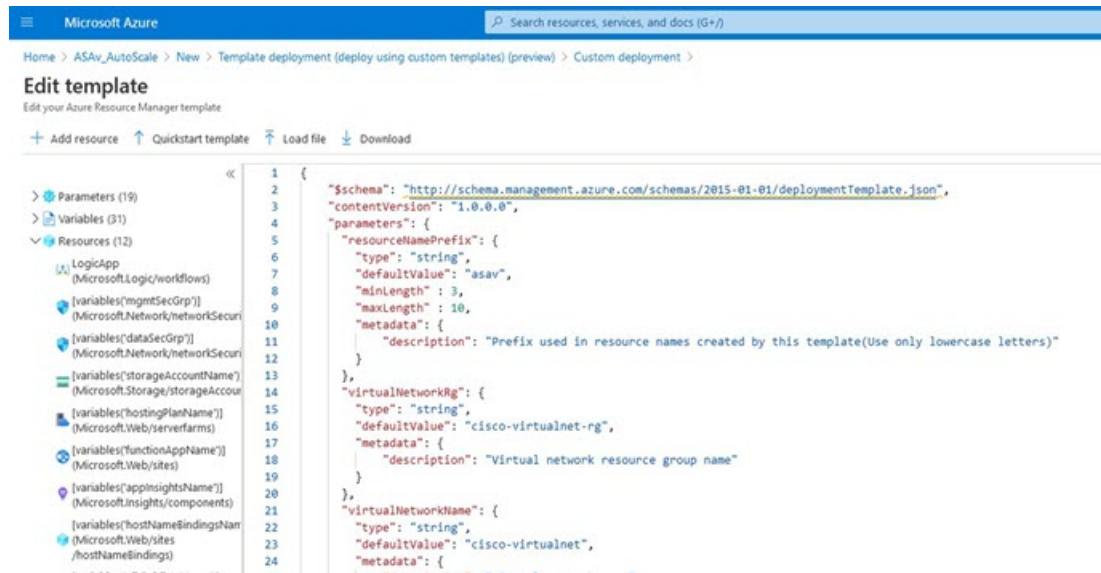 Microsoft Azure
Search resources, services, and docs (G+/)
Home > ASAv_AutoScale > New > Template deployment (deploy using custom templates) (preview) > Custom deployment >
Edit template
Edit your Azure Resource Manager template
+ Add resource ↑ Quickstart template Load file Download
«
> Parameters (19)
> Variables (31)
Resources (12)
LogicApp
(Microsoft.Logic/workflows)
[variables('mgmtSecGrp')]
(Microsoft.Network/networkSecuri
[variables('dataSecGrp')]
(Microsoft.Network/networkSecuri
[variables('storageAccountName')
(Microsoft.Storage/storageAccour
[variables('hostingPlanName')]
(Microsoft.Web/serverfarms)
[variables('functionAppName')]
(Microsoft.Web/sites)
[variables('appInsightsName')]
(Microsoft.Insights/components)
[variables('hostNameBindingsNam
(Microsoft.Web/sites
/hostNameBindings)
1 {
2 "$schema": "http://schema.management.azure.com/schemas/2015-01-01/deploymentTemplate.json",
3 "contentVersion": "1.0.0.0",
4 "parameters": {
5 "resourceNamePrefix": {
6 "type": "string",
7 "defaultValue": "asav",
8 "minLength" : 3,
9 "maxLength" : 10,
10 "metadata": {
11 "description": "Prefix used in resource names created by this template(Use only lowercase letters)"
12 }
13 },
14 "virtualNetworkRg": {
15 "type": "string",
16 "defaultValue": "cisco-virtualnet-rg",
17 "metadata": {
18 "description": "Virtual network resource group name"
19 }
20 },
21 "virtualNetworkName": {
22 "type": "string",
23 "defaultValue": "cisco-virtualnet",
24 "metadata": {